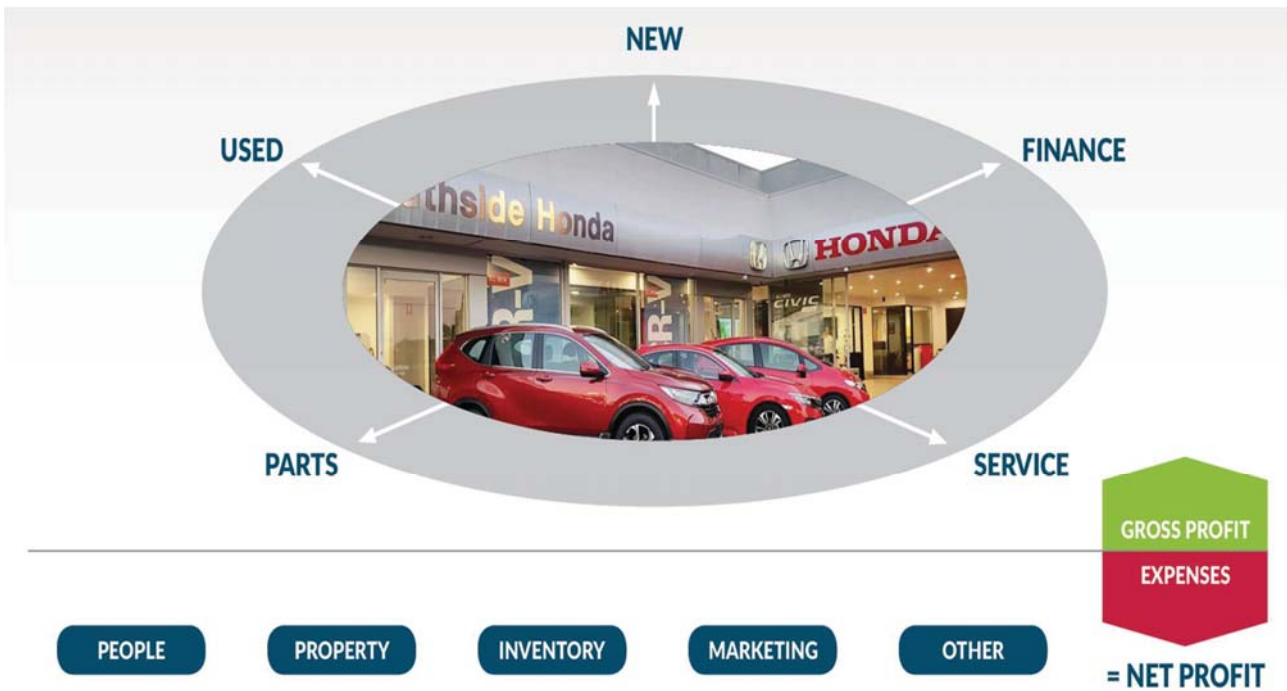 NEW
USED
FINANCE
thside Honda
HONDA
CIVIC
R-V
R-V
PARTS
SERVICE
GROSS PROFIT
EXPENSES
PEOPLE
PROPERTY
INVENTORY
MARKETING
OTHER
= NET PROFIT